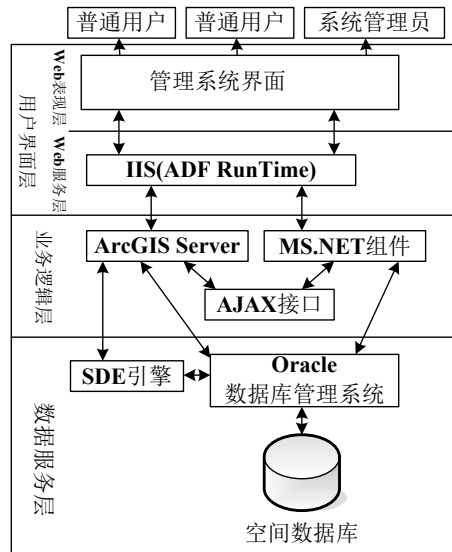 普通用户
普通用户
系统管理员
用户界面层
Web表现层
管理系统界面
Web服务层
IIS(ADF RunTime)
业务逻辑层
ArcGIS Server
MS.NET组件
AJAX接口
数据服务层
SDE引擎
Oracle
数据库管理系统
空间数据库